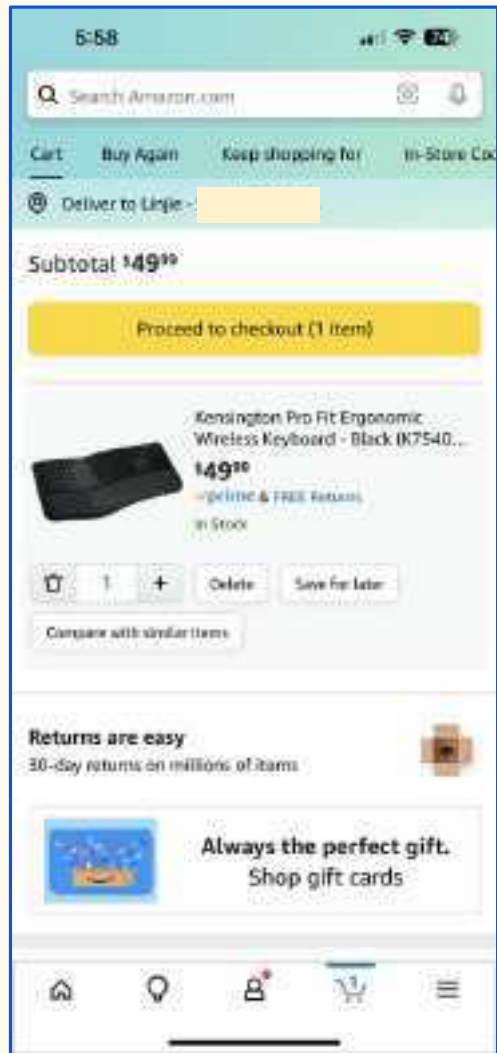 5:58
Search Amazon.com
Cart Buy Again Keep shopping for In-Store Co
Deliver to Linjie -
Subtotal $49⁹⁹
Proceed to checkout (1 item)
Kensington Pro Fit Ergonomic
Wireless Keyboard - Black (K7540...
$49⁹⁹
prime & FREE Returns
In Stock
1 + Delete Save for later
Compare with similar items
Returns are easy
30-day returns on millions of items
Always the perfect gift.
Shop gift cards
1